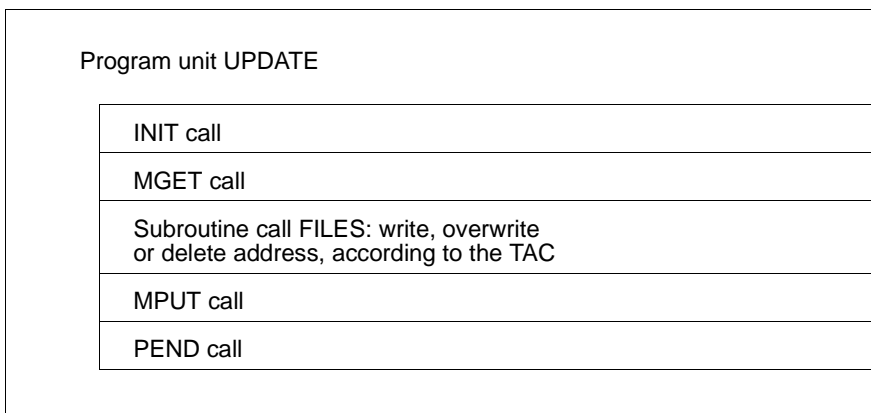 Program unit UPDATE
INIT call
MGET call
Subroutine call FILES: write, overwrite
or delete address, according to the TAC
MPUT call
PEND call